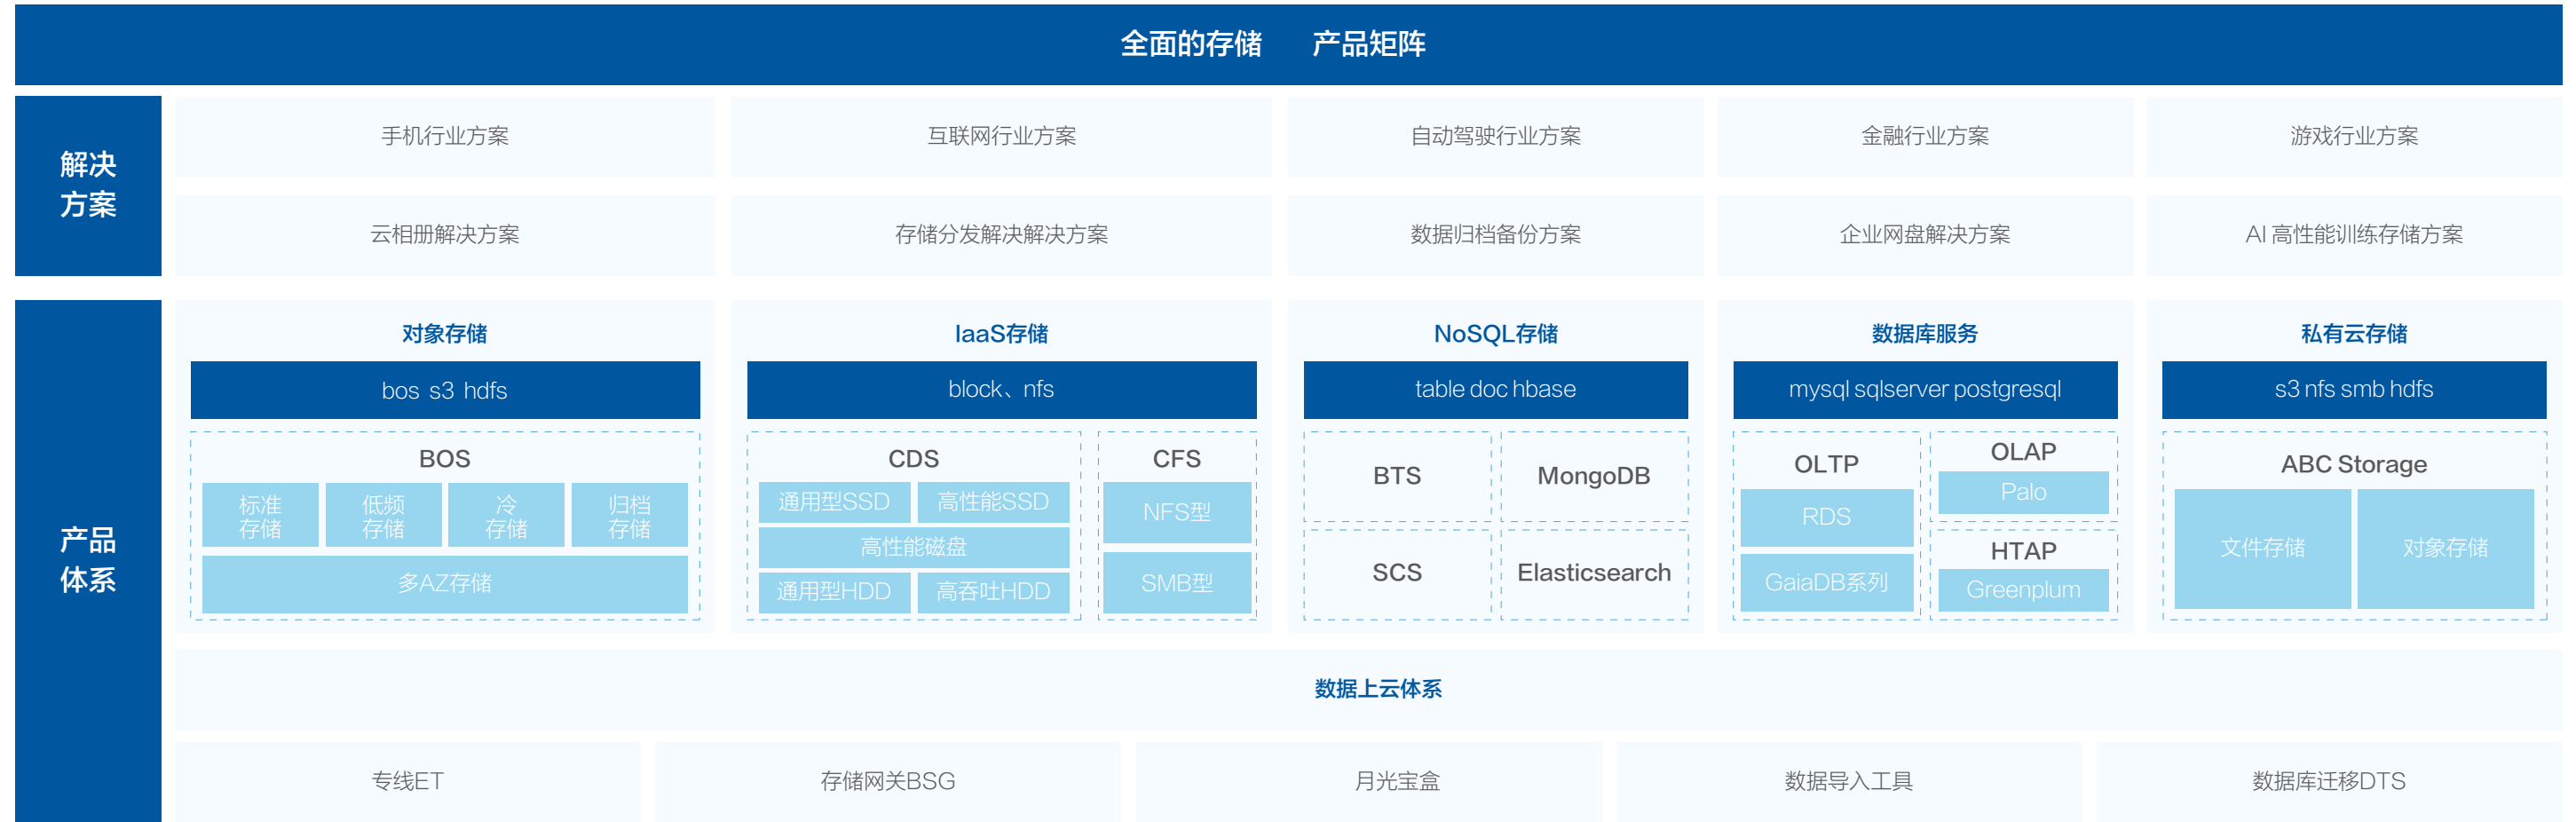 全面的存储 产品矩阵
解决
方案
手机行业方案
互联网行业方案
自动驾驶行业方案
金融行业方案
游戏行业方案
云相册解决方案
存储分发解决解决方案
数据归档备份方案
企业网盘解决方案
AI 高性能训练存储方案
产品
体系
对象存储
bos s3 hdfs
BOS
标准
存储
低频
存储
冷
存储
归档
存储
多AZ存储
IaaS存储
block、nfs
CDS
通用型SSD
高性能SSD
高性能磁盘
通用型HDD
高吞吐HDD
CFS
NFS型
SMB型
NoSQL存储
table doc hbase
BTS
MongoDB
SCS
Elasticsearch
数据库服务
mysql sqlserver postgresql
OLTP
RDS
GaiaDB系列
OLAP
Palo
HTAP
Greenplum
私有云存储
s3 nfs smb hdfs
ABC Storage
文件存储
对象存储
数据上云体系
专线ET
存储网关BSG
月光宝盒
数据导入工具
数据库迁移DTS